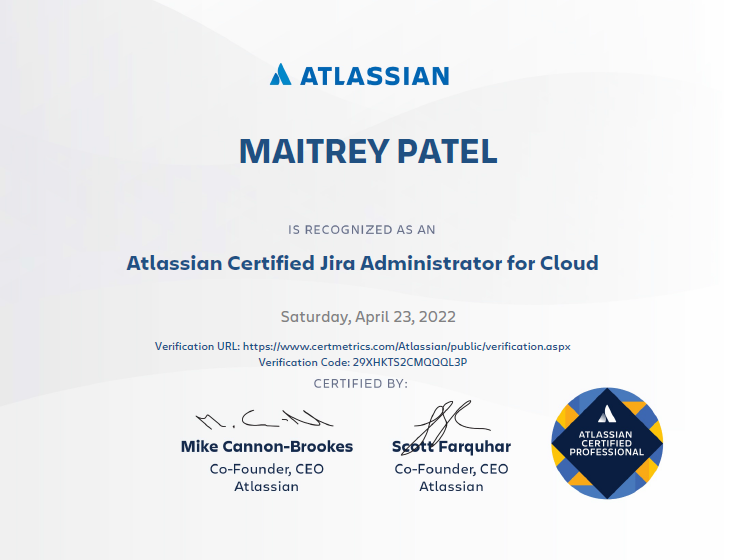 ATLASSIAN
MAITREY PATEL
IS RECOGNIZED AS AN
Atlassian Certified Jira Administrator for Cloud
Saturday, April 23, 2022
Verification URL: https://www.certmetrics.com/Atlassian/public/verification.aspx
Verification Code: 29XHKTS2CMQQQL3P
CERTIFIED BY:
Mike Cannon-Brookes
Co-Founder, CEO
Atlassian
Scott Farquhar
Co-Founder, CEO
Atlassian
ATLASSIAN
CERTIFIED
PROFESSIONAL